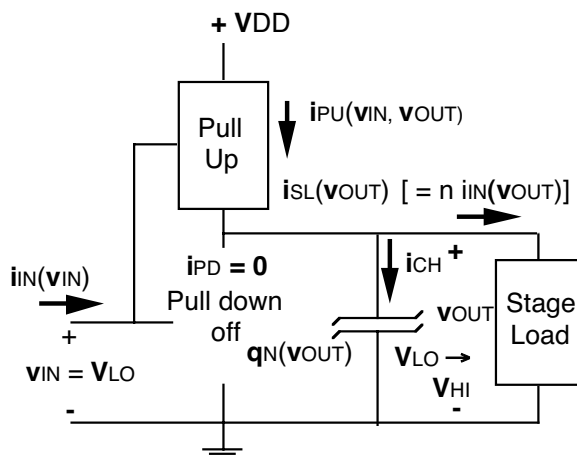 + VDD
Pull
Up
iPU(vIN, vOUT)
iSL(vOUT) [ = n iIN(vOUT)]
iIN(vIN)
iPD = 0
Pull down
off
iCH +
+
vIN = VLO
-
qN(vOUT)
vOUT
VLO →
VHI
-
Stage
Load